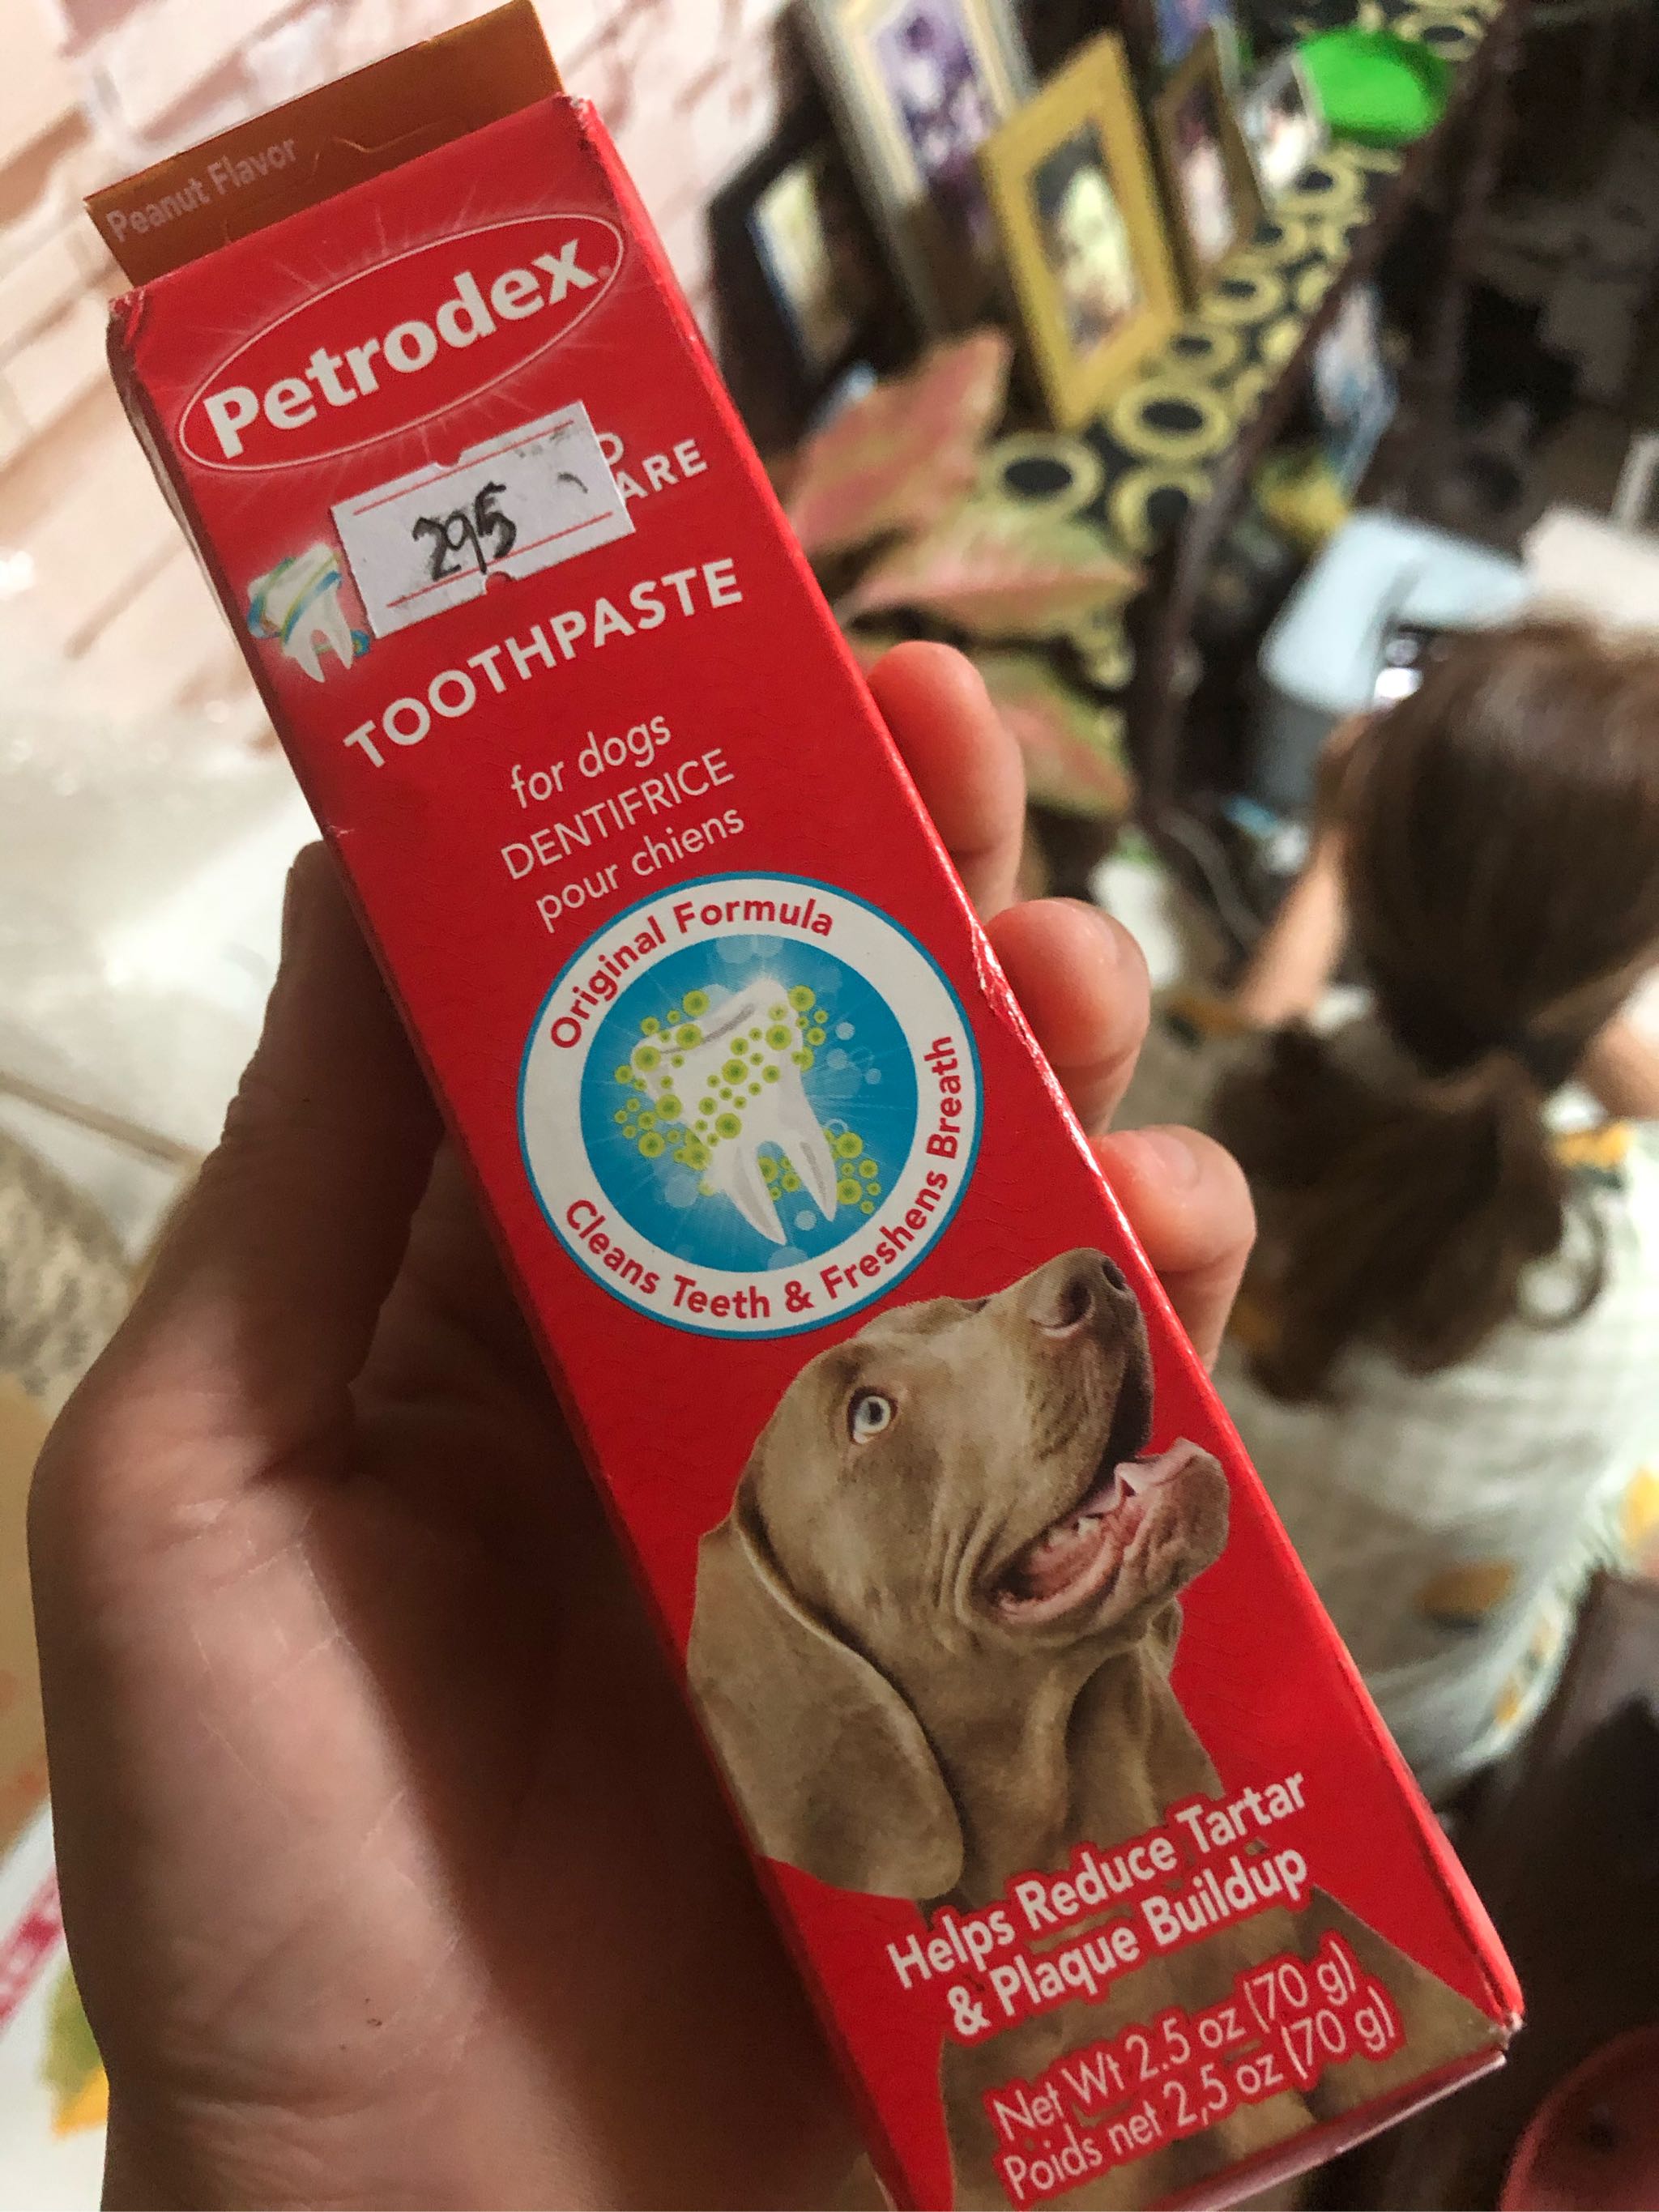 Peanut Flavor
Petrodex
295
ARE
TOOTHPASTE
for dogs
DENTIFRICE
pour chiens
Original Formula
Cleans Teeth & Freshens Breath
Helps Reduce Tartar
& Plaque Buildup
Net Wt 2.5 oz (70 g)
Poids net 2,5 oz (70 g)